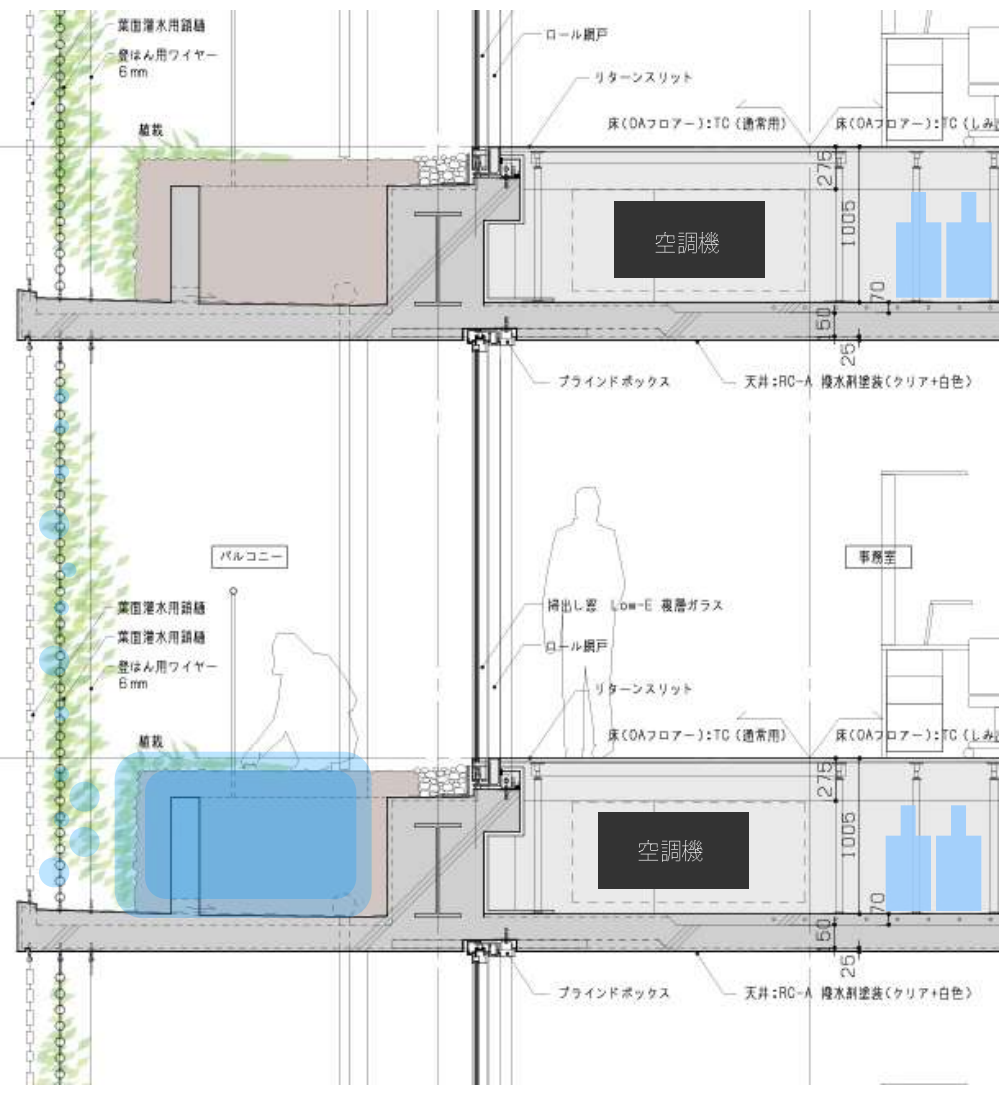 葉面灌水用鎖樋
登はん用ワイヤー
6mm
植栽
ロール網戸
リターンスリット
床(OAフロアー):TC(通常用)
床(OAフロアー):TC(しみ
275
1005
空調機
70
150
25
ブラインドボックス
天井:RC-A 撥水剤塗装(クリア+白色)
バルコニー
事務室
葉面灌水用鎖樋
葉面灌水用鎖樋
登はん用ワイヤー
6mm
植栽
掃出し窓 Low-E 複層ガラス
ロール網戸
リターンスリット
床(OAフロアー):TC(通常用)
床(OAフロアー):TC(しみ
275
1005
空調機
70
150
25
ブラインドボックス
天井:RC-A 撥水剤塗装(クリア+白色)